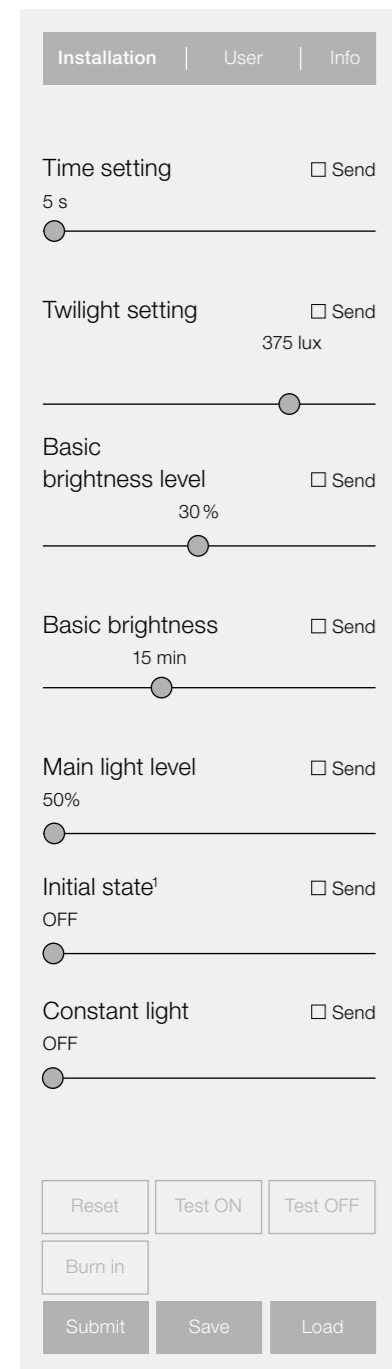 Installation | User | Info
Time setting □ Send
5 s
Twilight setting □ Send
375 lux
Basic
brightness level □ Send
30 %
Basic brightness □ Send
15 min
Main light level □ Send
50%
Initial state¹ □ Send
OFF
Constant light □ Send
OFF
Reset Test ON Test OFF
Burn in
Submit Save Load